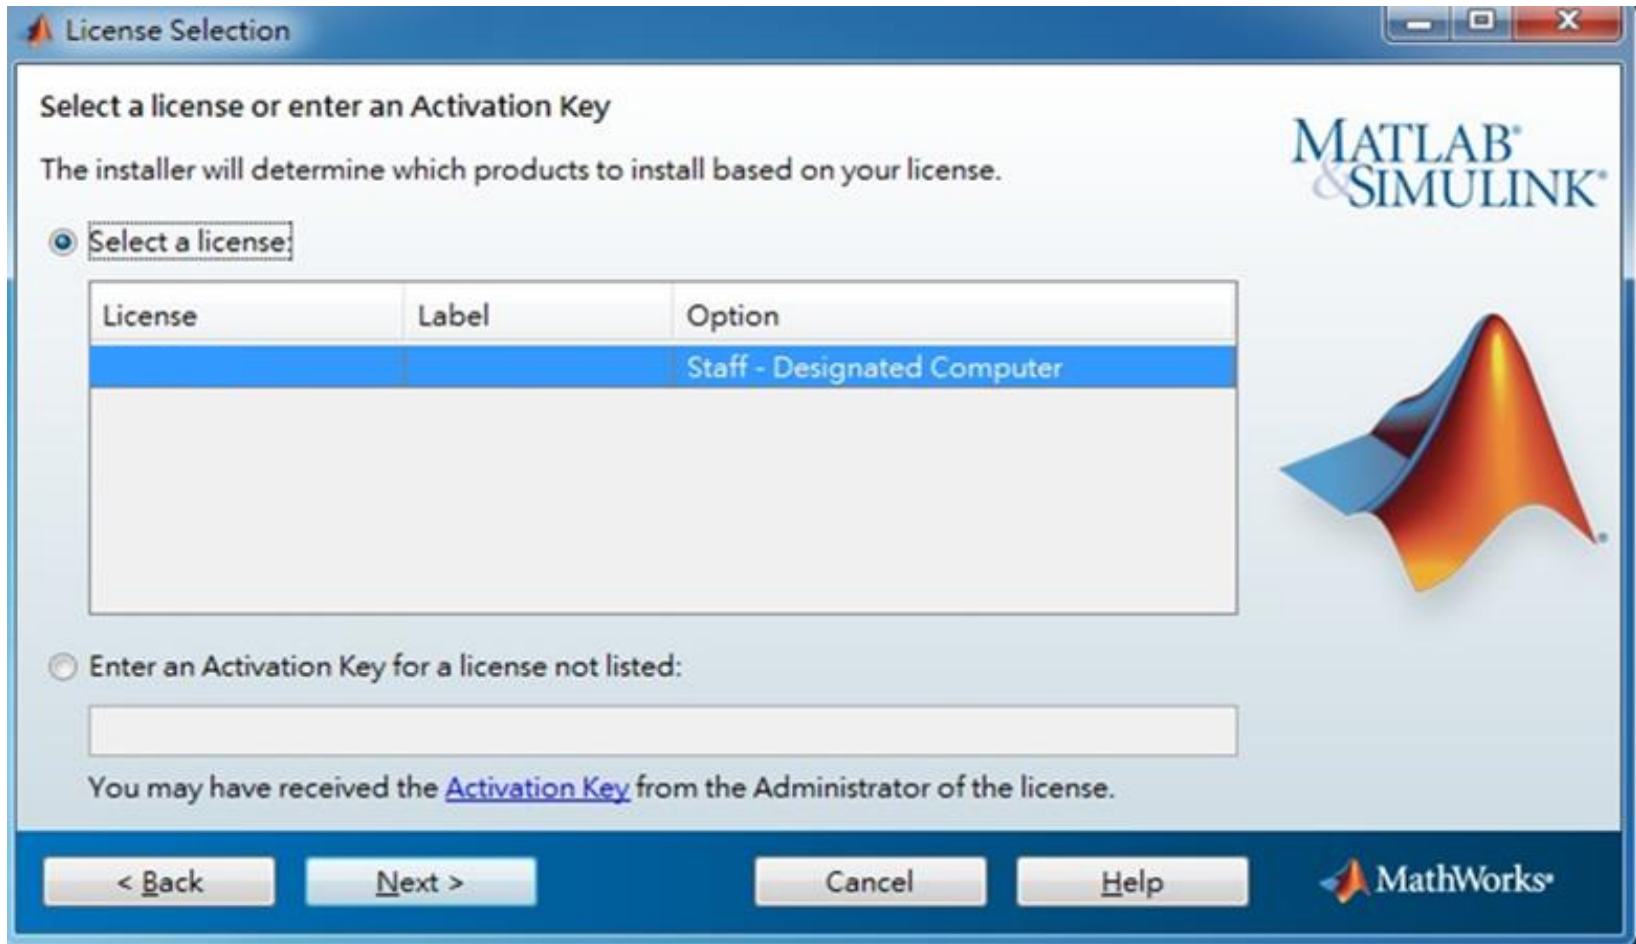 License Selection
Select a license or enter an Activation Key
The installer will determine which products to install based on your license.
MATLAB®
&SIMULINK®
Select a license:
License Label Option
Staff - Designated Computer
Enter an Activation Key for a license not listed:
You may have received the Activation Key from the Administrator of the license.
< Back Next > Cancel Help MathWorks®